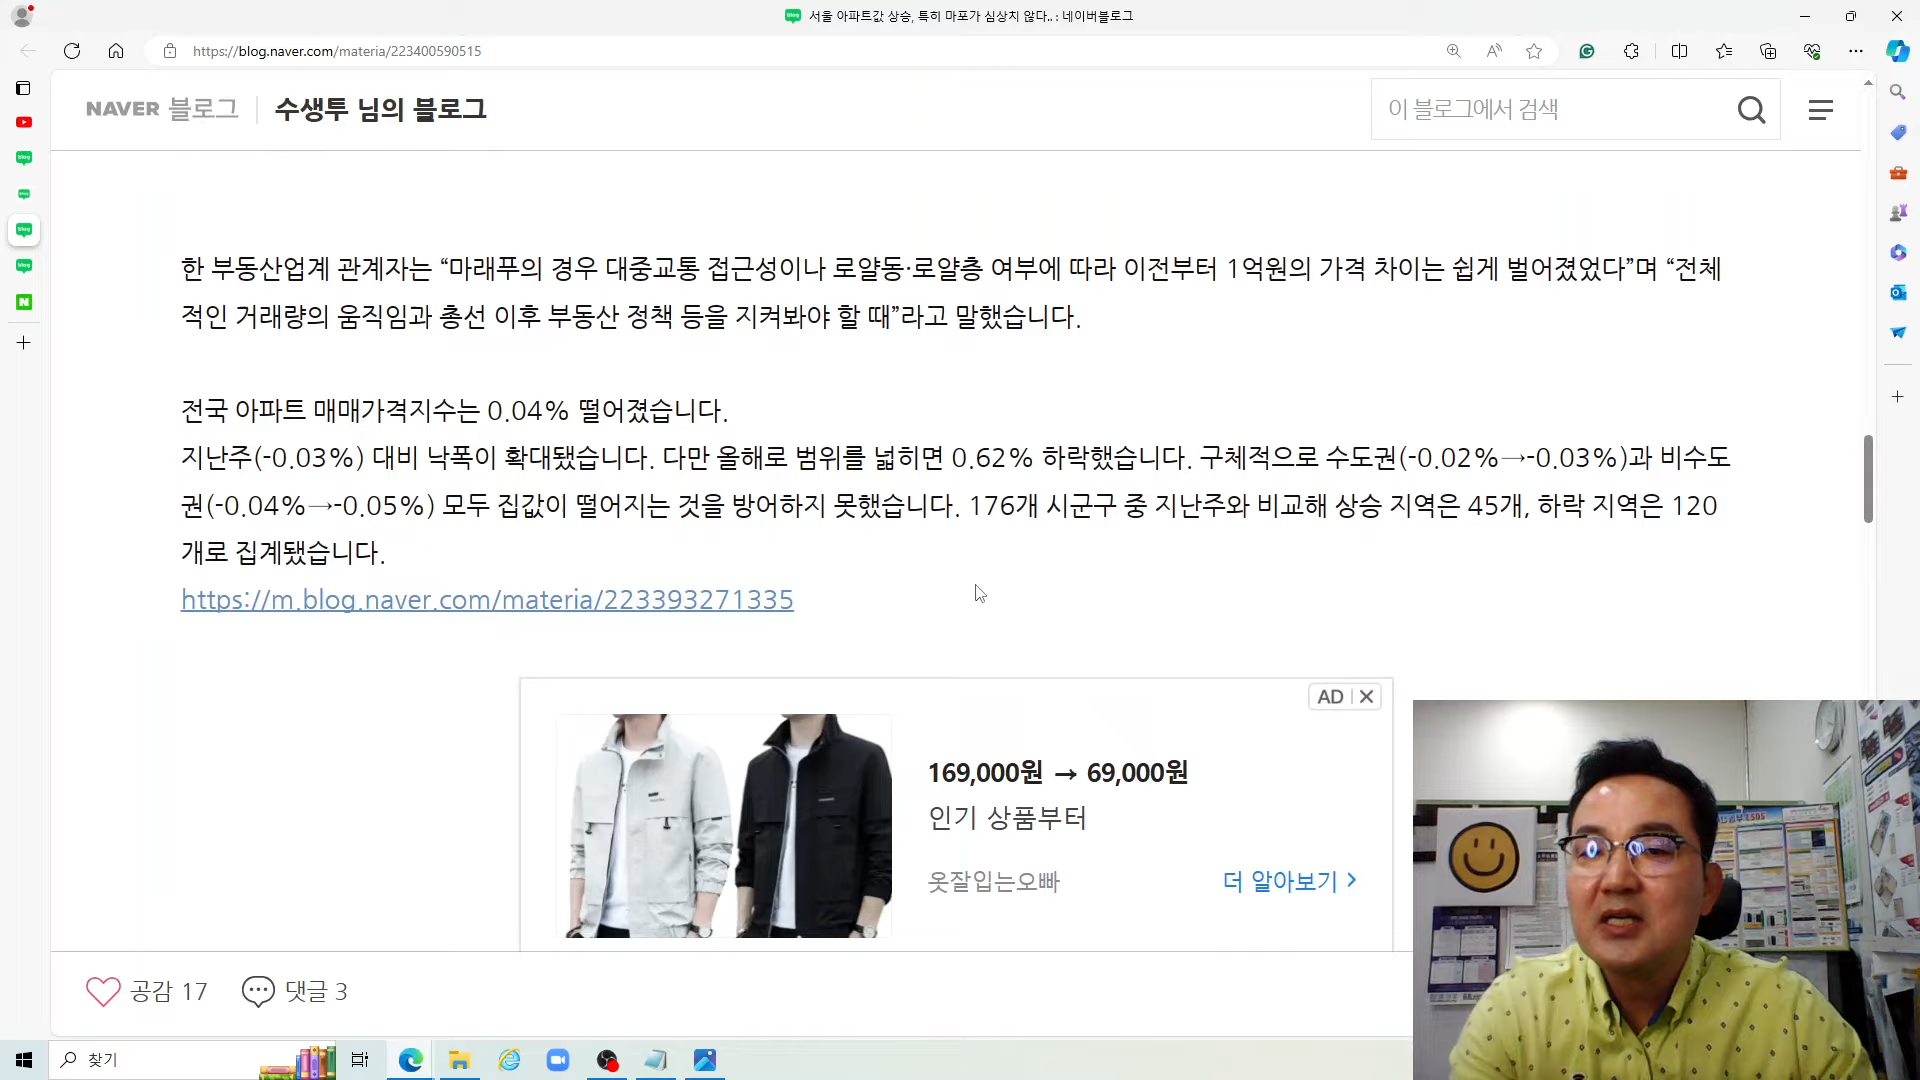 서울 아파트값 상승, 특히 마포가 심상치 않다.. : 네이버블로그
https://blog.naver.com/materia/223400590515
NAVER 블로그
수생투 님의 블로그
이 블로그에서 검색
한 부동산업계 관계자는 “마래푸의 경우 대중교통 접근성이나 로얄동·로얄층 여부에 따라 이전부터 1억원의 가격 차이는 쉽게 벌어졌었다”며 “전체
적인 거래량의 움직임과 총선 이후 부동산 정책 등을 지켜봐야 할 때”라고 말했습니다.
전국 아파트 매매가격지수는 0.04% 떨어졌습니다.
지난주(-0.03%) 대비 낙폭이 확대됐습니다. 다만 올해로 범위를 넓히면 0.62% 하락했습니다. 구체적으로 수도권(-0.02%→-0.03%)과 비수도
권(-0.04%→-0.05%) 모두 집값이 떨어지는 것을 방어하지 못했습니다. 176개 시군구 중 지난주와 비교해 상승 지역은 45개, 하락 지역은 120
개로 집계됐습니다.
https://m.blog.naver.com/materia/223393271335
AD
169,000원 → 69,000원
인기 상품부터
옷잘입는오빠
더 알아보기 >
공감 17
댓글 3
찾기